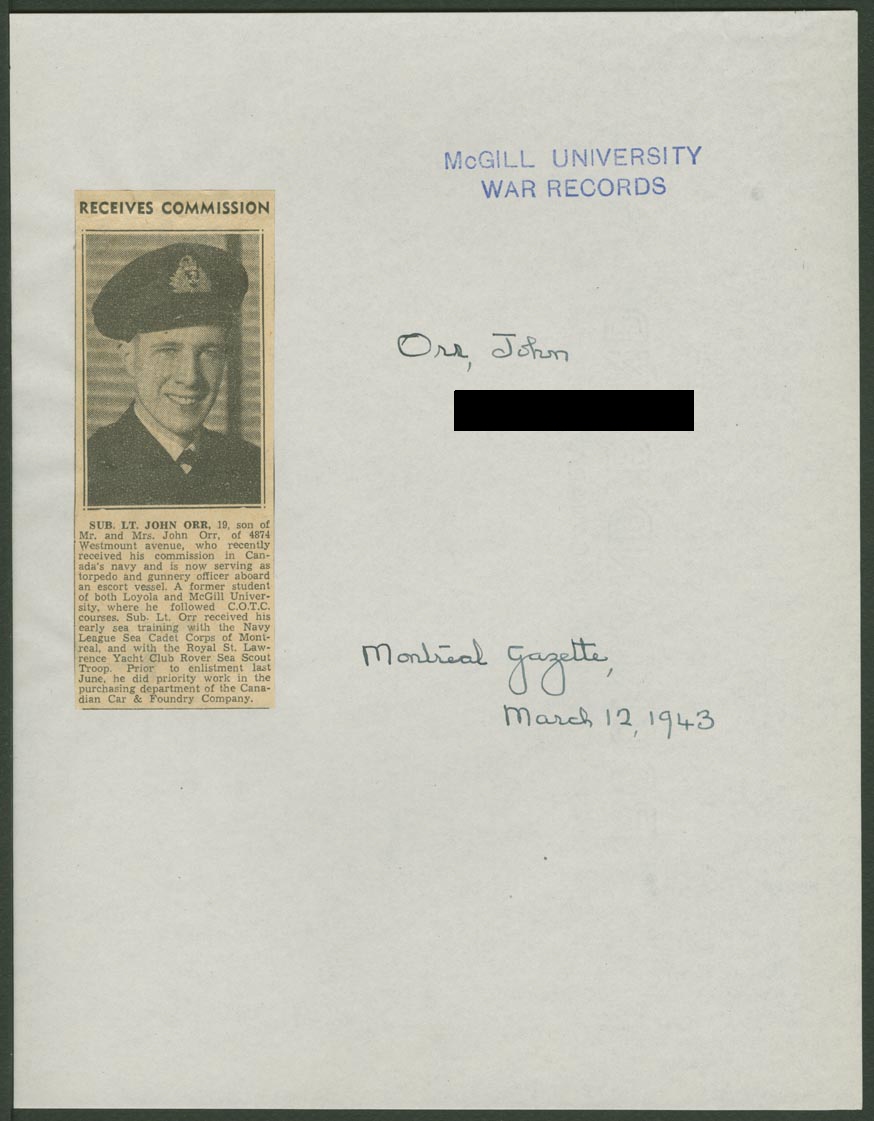 McGILL UNIVERSITY
WAR RECORDS
RECEIVES COMMISSION
Orr, John
SUB. LT. JOHN ORR, 19, son of
Mr. and Mrs. John Orr, of 4874
Westmount avenue, who recently
received his commission in Can-
ada's navy and is now serving as
torpedo and gunnery officer aboard
an escort vessel. A former student
of both Loyola and McGill Univer-
sity, where he followed C.O.T.C.
courses. Sub. Lt. Orr received his
early sea training with the Navy
League Sea Cadet Corps of Mont-
real, and with the Royal St. Law-
rence Yacht Club Rover Sea Scout
Troop. Prior to enlistment last
June, he did priority work in the
purchasing department of the Cana-
dian Car & Foundry Company.
Montreal Gazette,
March 12, 1943